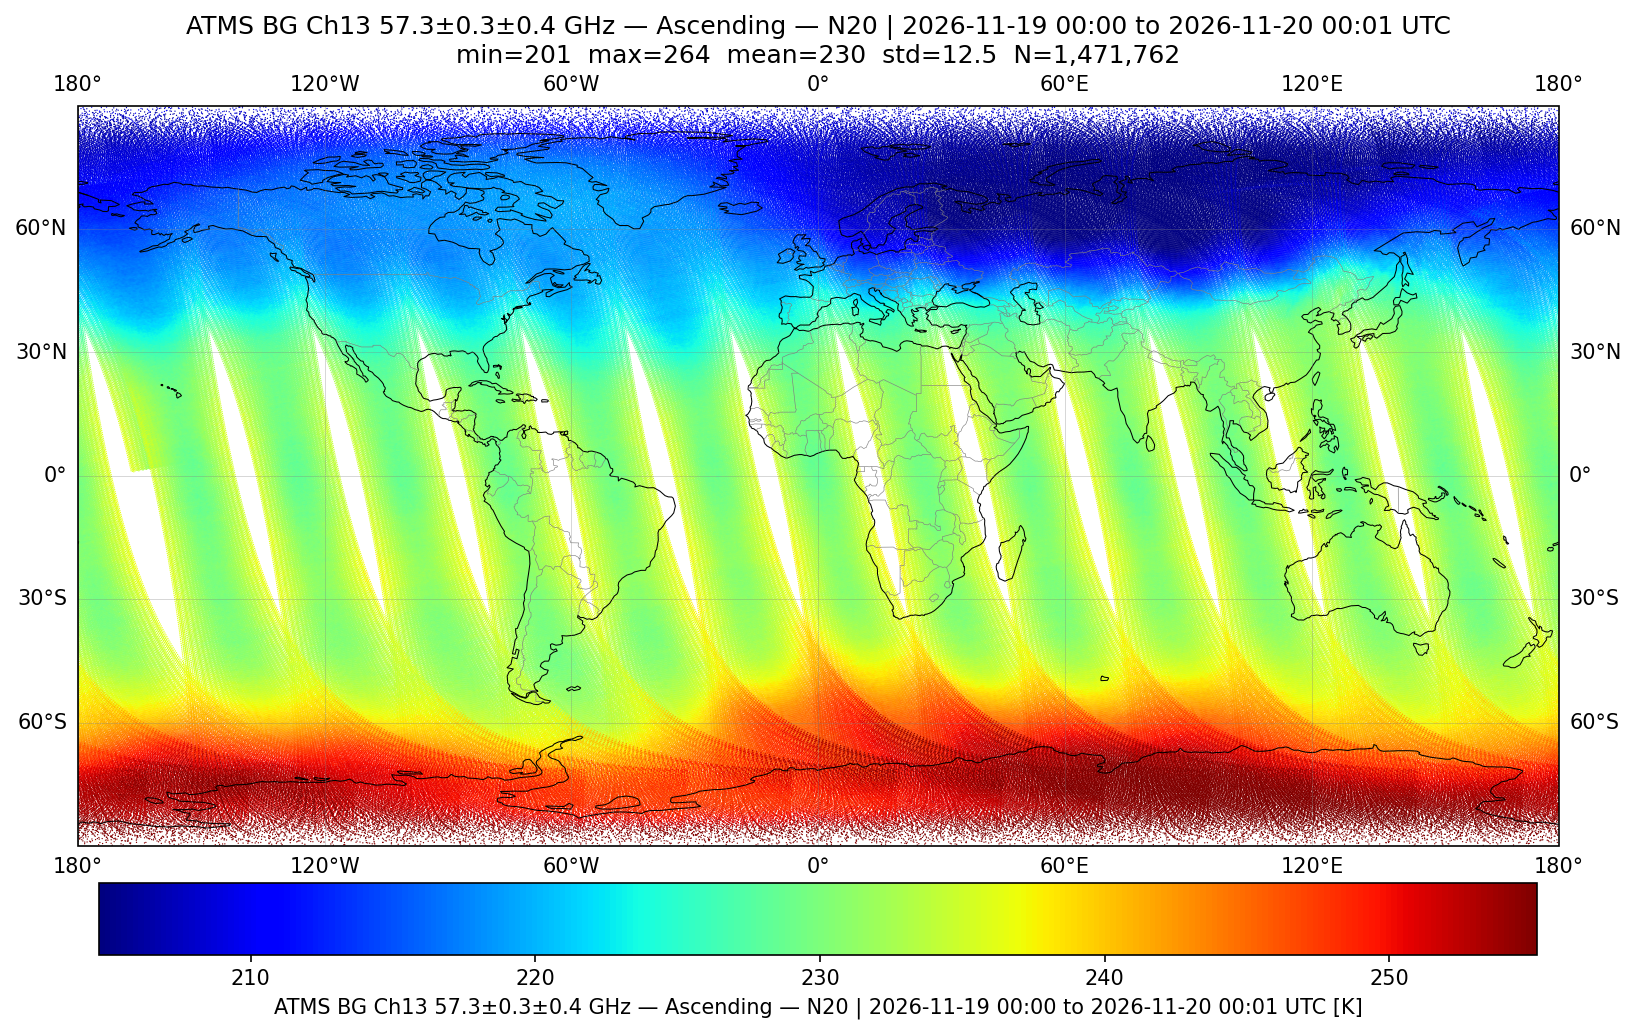 ATMS BG Ch13 57.3±0.3±0.4 GHz — Ascending — N20 | 2026-11-19 00:00 to 2026-11-20 00:01 UTC
min=201  max=264  mean=230  std=12.5  N=1,471,762
180° 120°W 60°W 0° 60°E 120°E 180°
60°N 60°N
30°N 30°N
0° 0°
30°S 30°S
60°S 60°S
180° 120°W 60°W 0° 60°E 120°E 180°
210 220 230 240 250
ATMS BG Ch13 57.3±0.3±0.4 GHz — Ascending — N20 | 2026-11-19 00:00 to 2026-11-20 00:01 UTC [K]